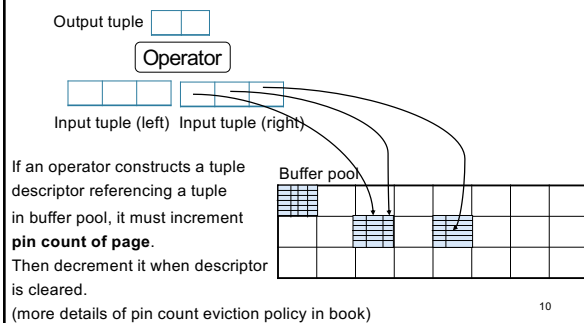 Output tuple
Operator
Input tuple (left) Input tuple (right)
If an operator constructs a tuple
descriptor referencing a tuple
in buffer pool, it must increment
pin count of page.
Then decrement it when descriptor
is cleared.
(more details of pin count eviction policy in book)
Buffer pool
10